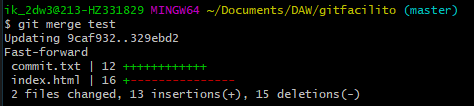 ik_2dw3@213-HZ331829 MINGW64 ~/Documents/DAW/gitfacilito (master)
$ git merge test
Updating 9caf932..329ebd2
Fast-forward
 commit.txt | 12 ++++++++++++
 index.html | 16 +---------------
 2 files changed, 13 insertions(+), 15 deletions(-)